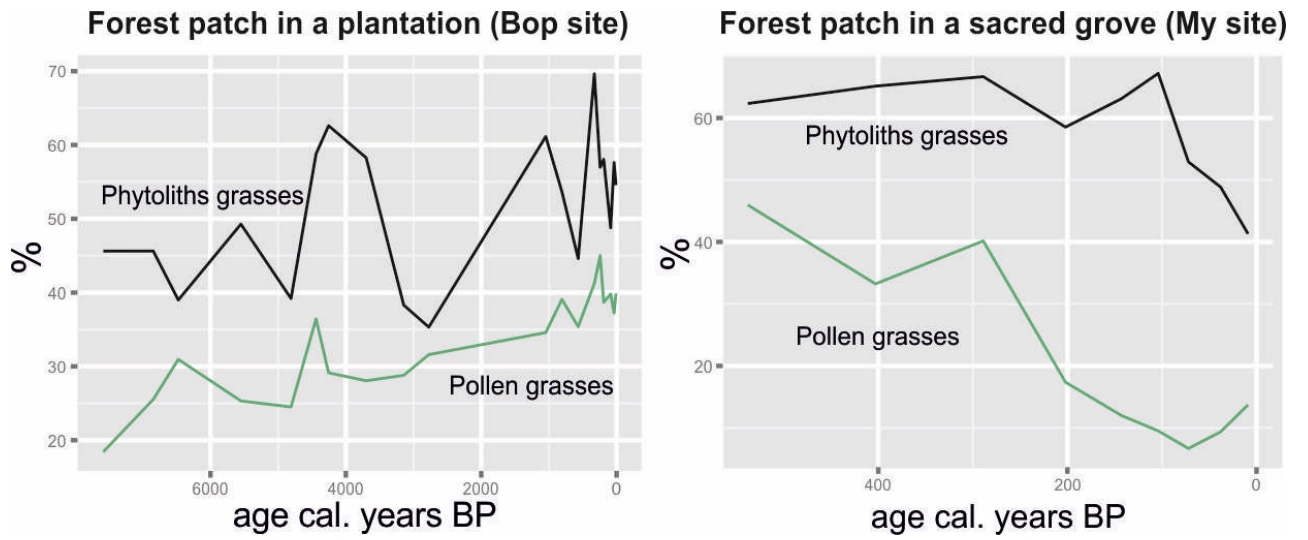 Forest patch in a plantation (Bop site)
%
70
60
50
40
30
20
Phytoliths grasses
Pollen grasses
6000 4000 2000 0
age cal. years BP
Forest patch in a sacred grove (My site)
%
60
40
20
Phytoliths grasses
Pollen grasses
400 200 0
age cal. years BP